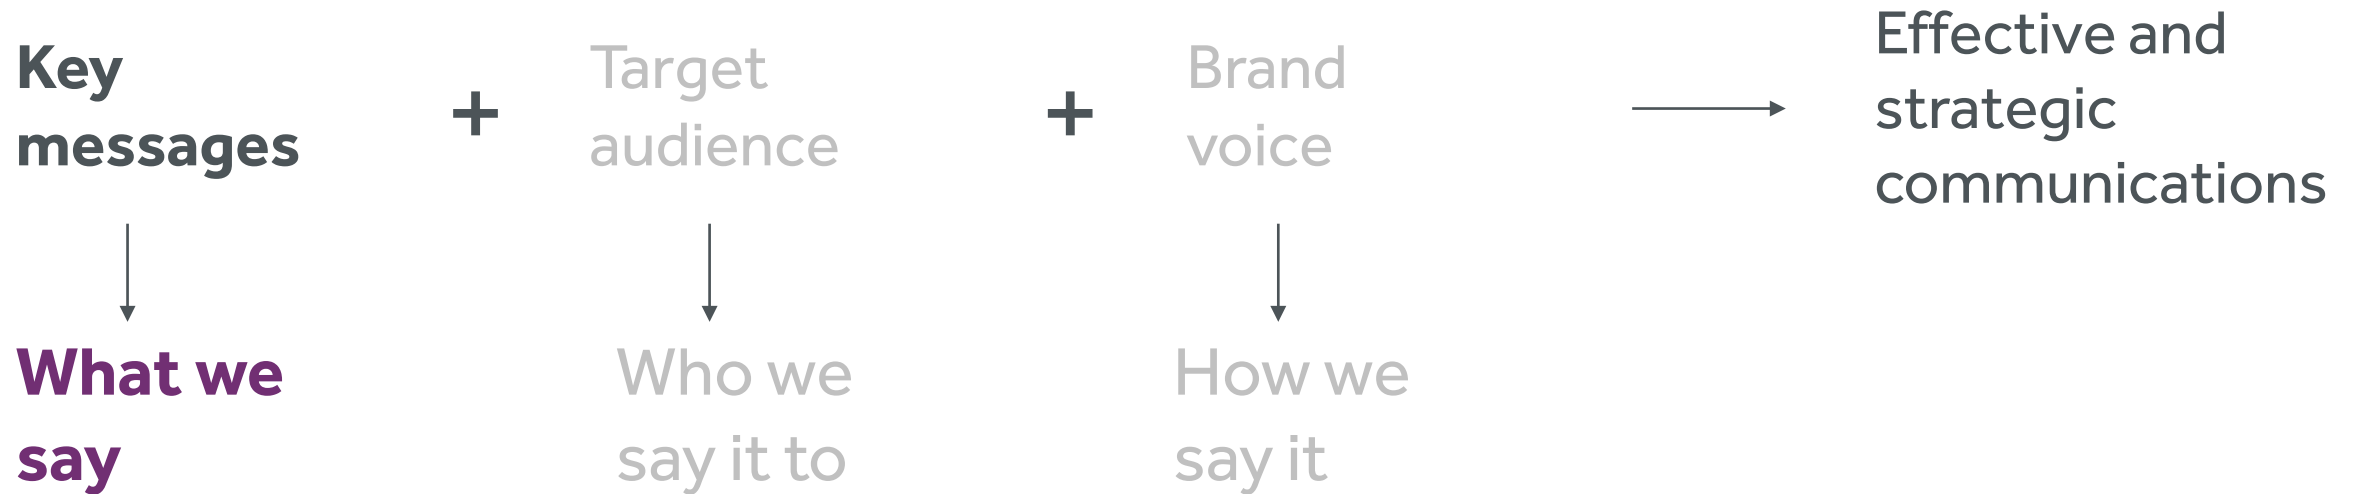 Key
messages
+
Target
audience
+
Brand
voice
Effective and
strategic
communications
What we
say
Who we
say it to
How we
say it